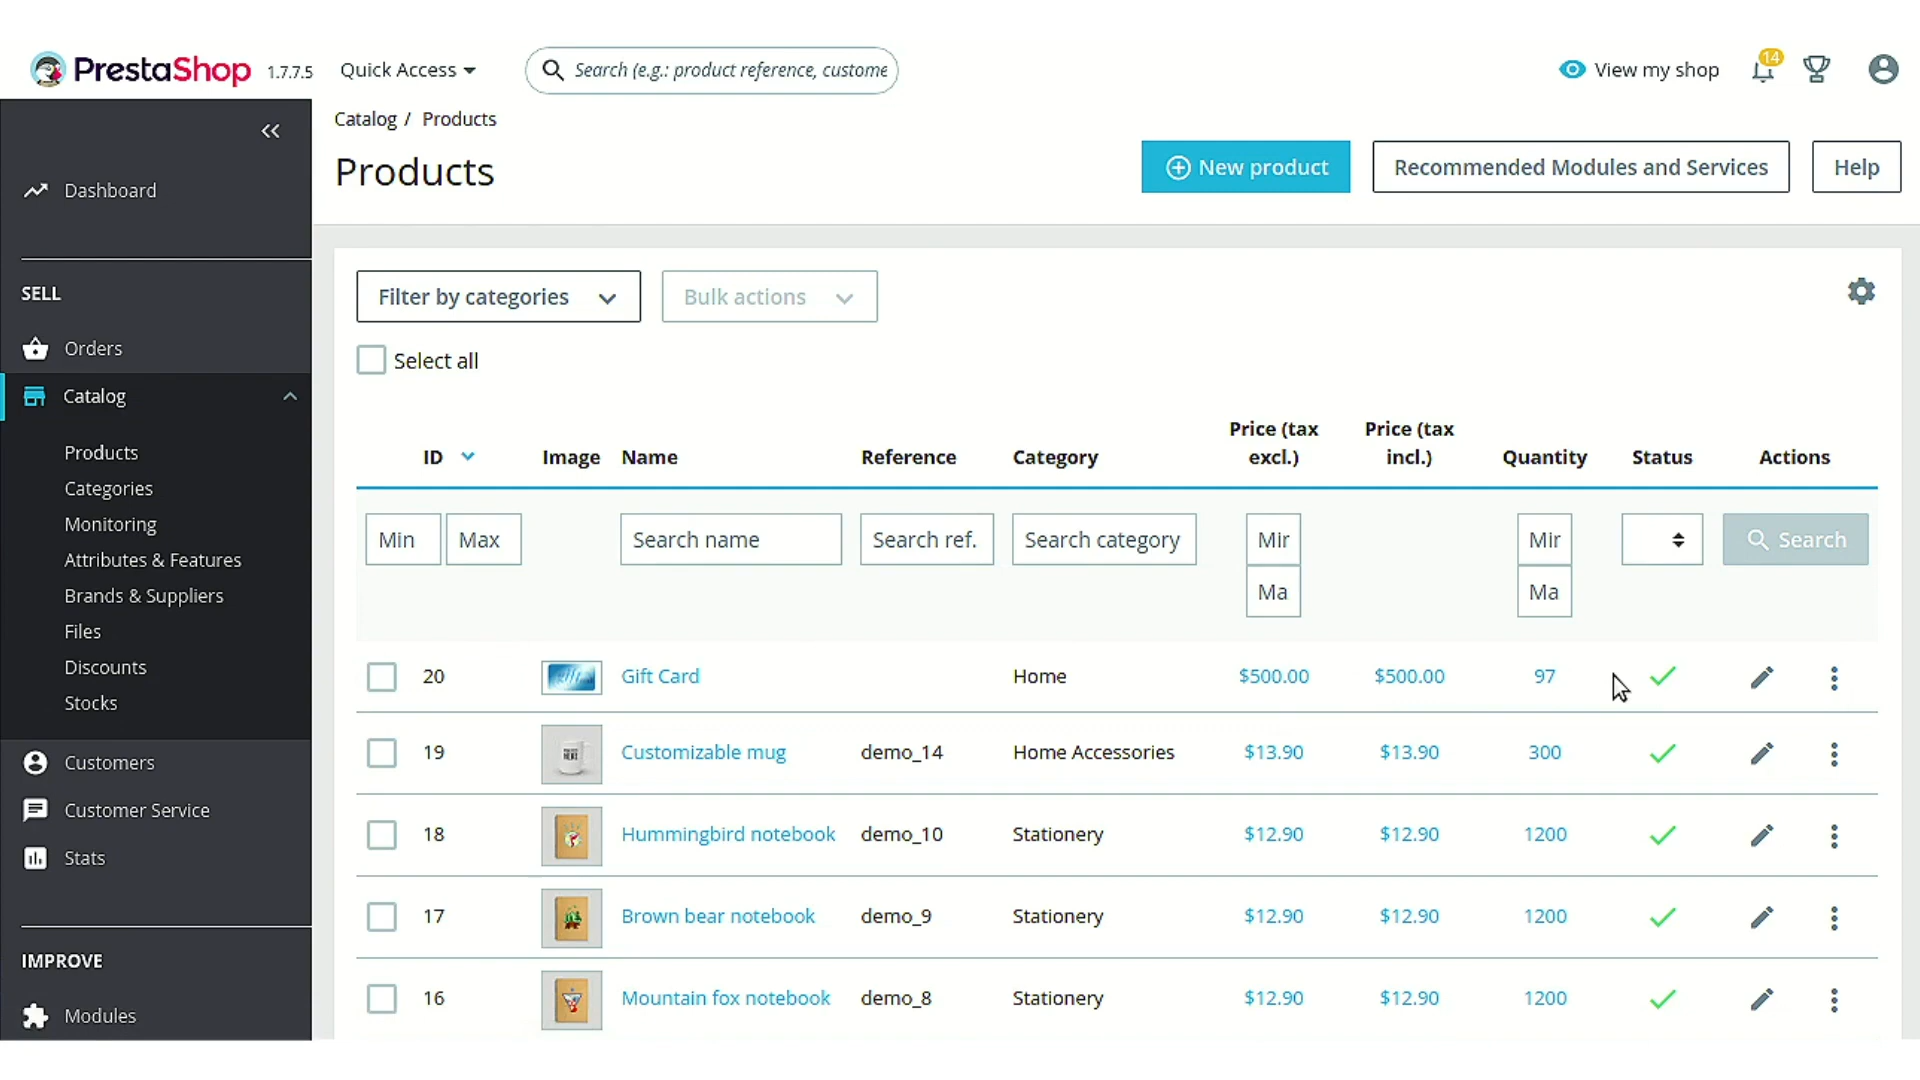 PrestaShop 1.7.7.5 Quick Access Search (e.g.: product reference, custome View my shop 14
Catalog / Products
Products
New product Recommended Modules and Services Help
Dashboard
SELL
Orders
Catalog
Products
Categories
Monitoring
Attributes & Features
Brands & Suppliers
Files
Discounts
Stocks
Customers
Customer Service
Stats
IMPROVE
Modules
Filter by categories Bulk actions
Select all
ID Image Name Reference Category Price (tax excl.) Price (tax incl.) Quantity Status Actions
Min Max Search name Search ref. Search category Mir Mir Search
Ma Ma
20 Gift Card Home $500.00 $500.00 97
19 Customizable mug demo_14 Home Accessories $13.90 $13.90 300
18 Hummingbird notebook demo_10 Stationery $12.90 $12.90 1200
17 Brown bear notebook demo_9 Stationery $12.90 $12.90 1200
16 Mountain fox notebook demo_8 Stationery $12.90 $12.90 1200